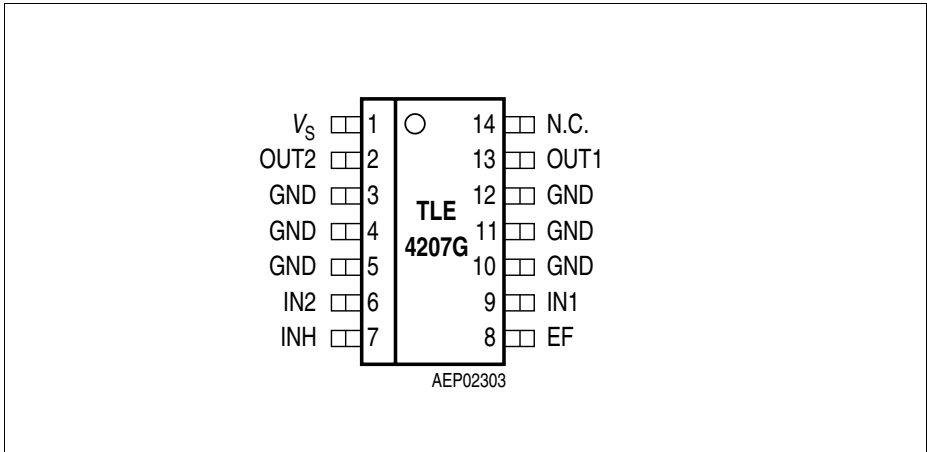 VS 1 14 N.C.
OUT2 2 13 OUT1
GND 3 12 GND
TLE
GND 4 11 GND
4207G
GND 5 10 GND
IN2 6 9 IN1
INH 7 8 EF
AEP02303